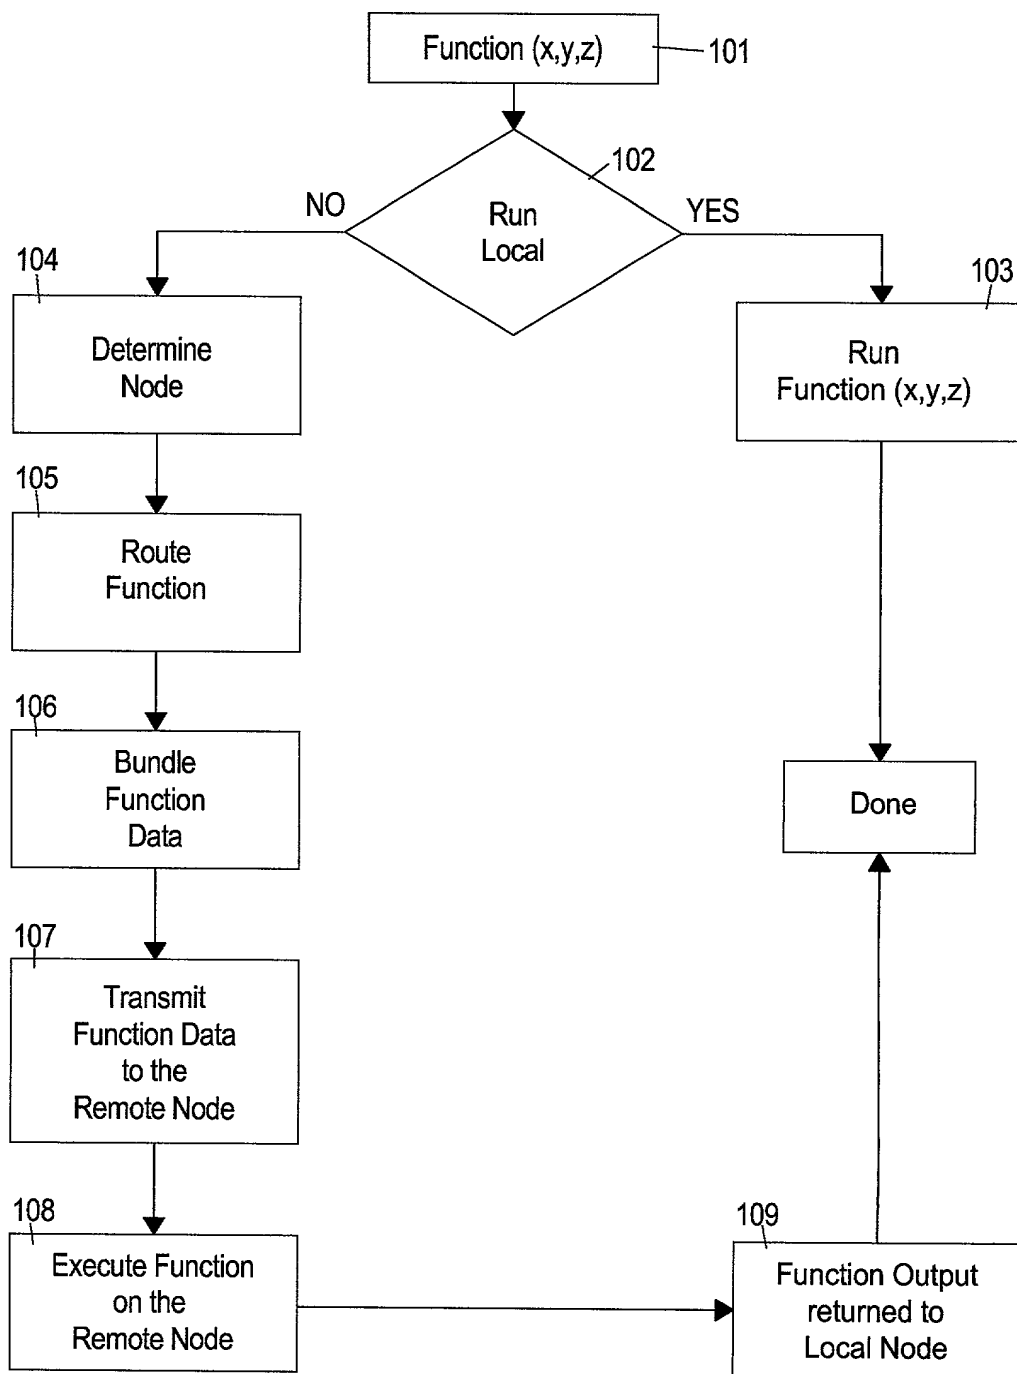 Function (x,y,z)
101
102
Run
Local
NO
YES
104
Determine
Node
103
Run
Function (x,y,z)
105
Route
Function
106
Bundle
Function
Data
Done
107
Transmit
Function Data
to the
Remote Node
108
Execute Function
on the
Remote Node
109
Function Output
returned to
Local Node